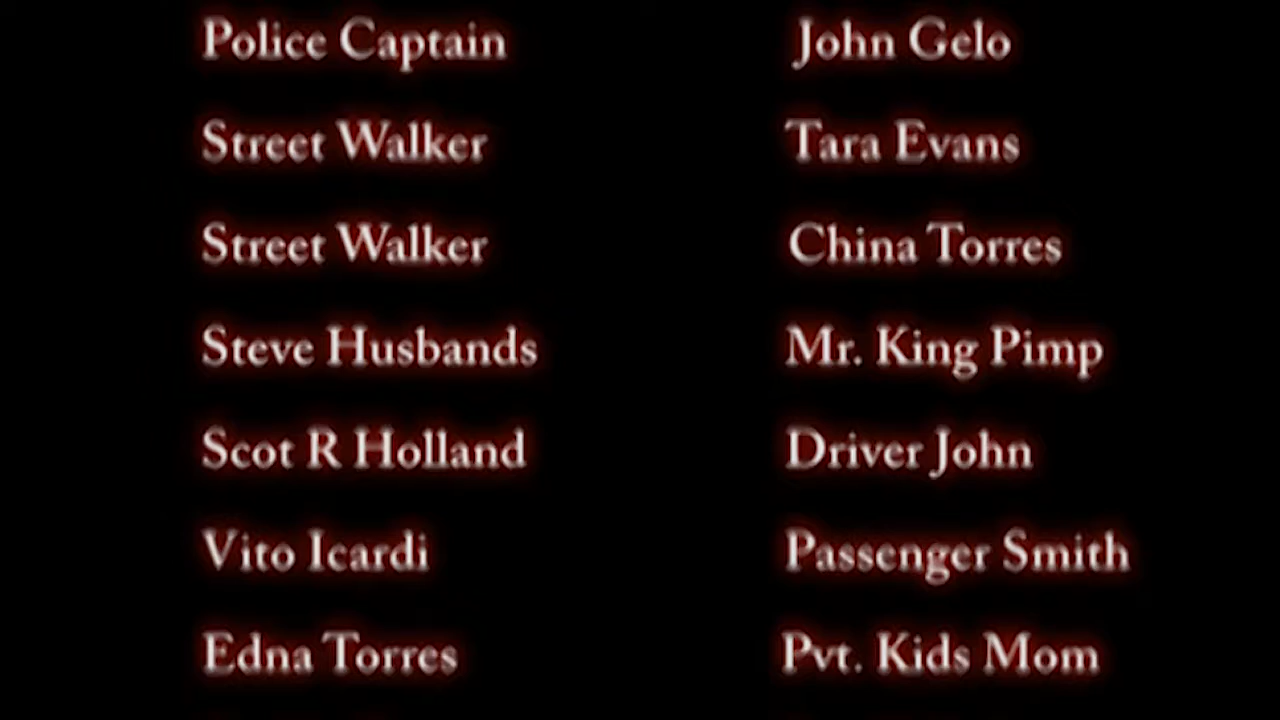 Police Captain John Gelo
Street Walker Tara Evans
Street Walker China Torres
Steve Husbands Mr. King Pimp
Scot R Holland Driver John
Vito Icardi Passenger Smith
Edna Torres Pvt. Kids Mom